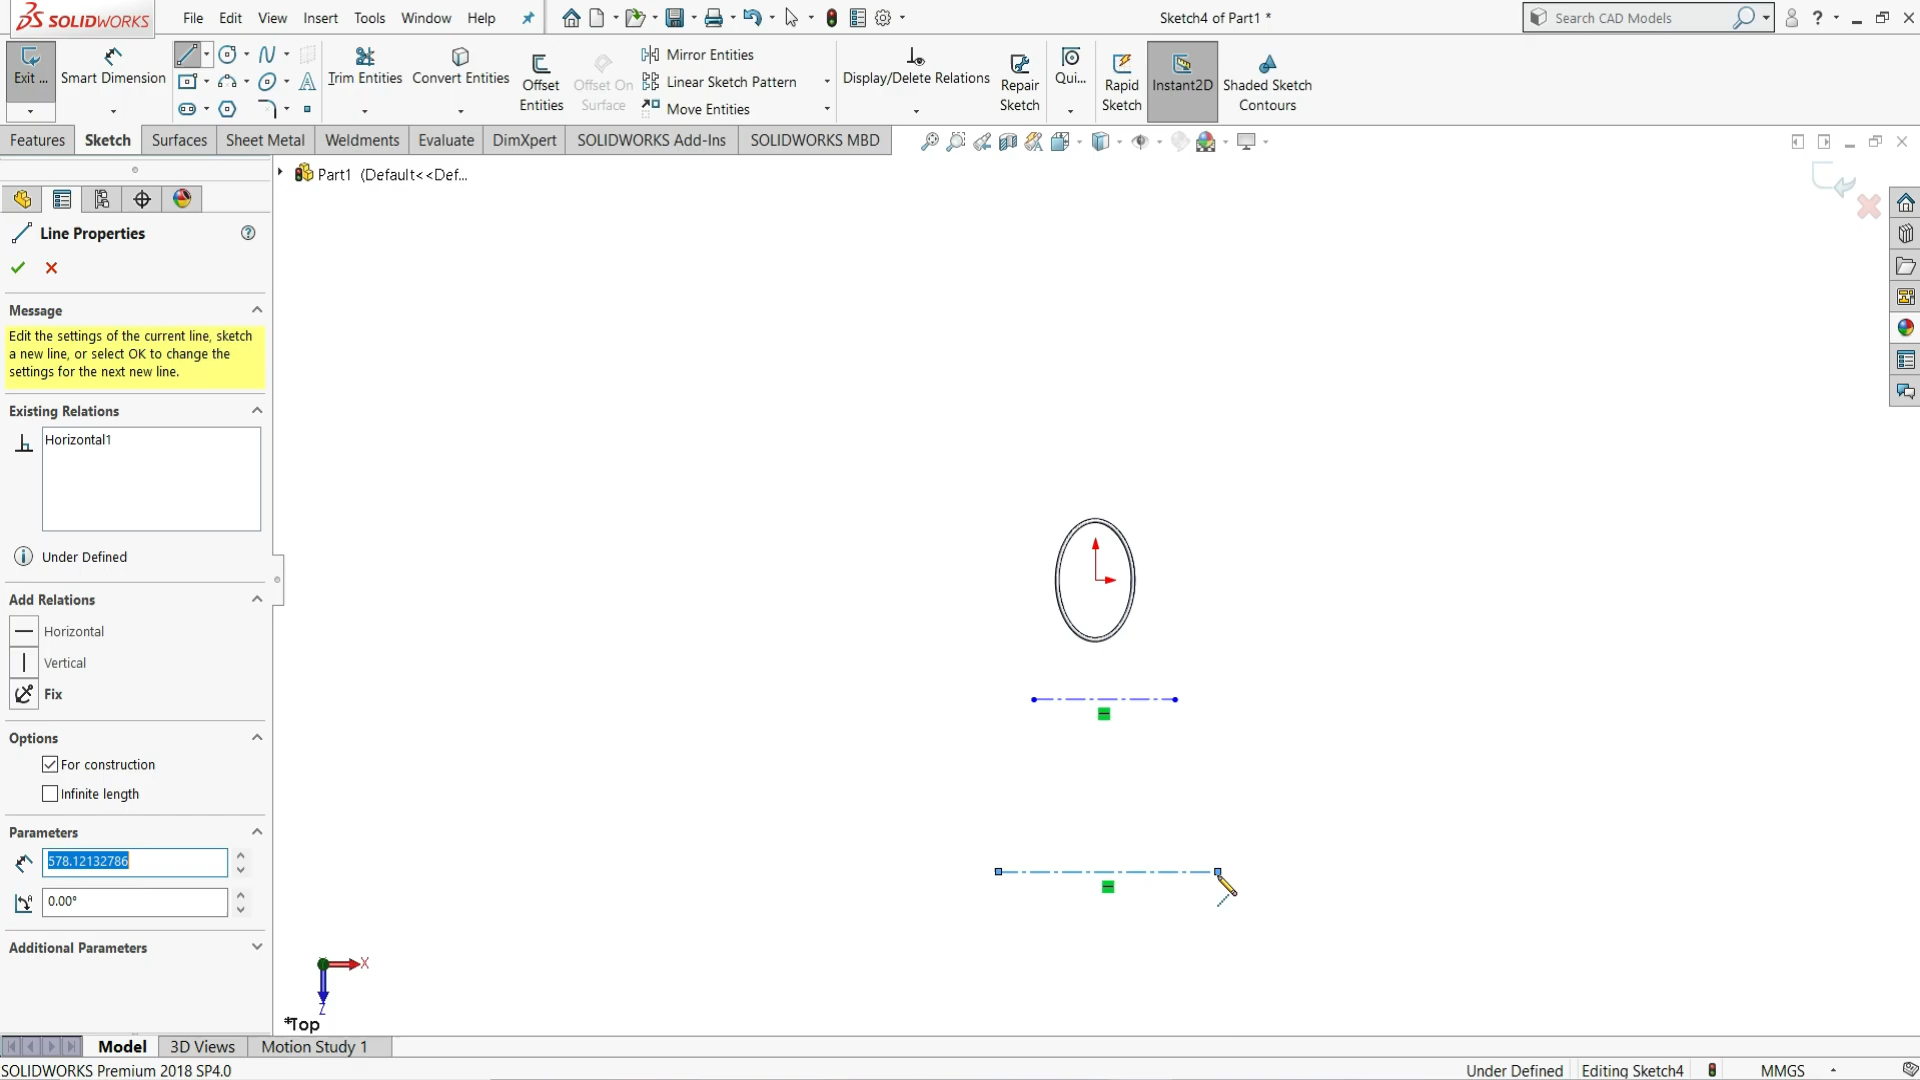 SOLIDWORKS
File Edit View Insert Tools Window Help
Sketch4 of Part1 *
Search CAD Models
?
Exit ...
Smart Dimension
Trim Entities
Convert Entities
Offset Entities
Offset On Surface
Mirror Entities
Linear Sketch Pattern
Move Entities
Display/Delete Relations
Repair Sketch
Qui...
Rapid Sketch
Instant2D
Shaded Sketch Contours
Features Sketch Surfaces Sheet Metal Weldments Evaluate DimXpert SOLIDWORKS Add-Ins SOLIDWORKS MBD
Part1 (Default<<Def...
Line Properties
?
Message
Edit the settings of the current line, sketch
a new line, or select OK to change the
settings for the next new line.
Existing Relations
Horizontal1
Under Defined
Add Relations
Horizontal
Vertical
Fix
Options
For construction
Infinite length
Parameters
578.12132786
0.00°
Additional Parameters
X
Z
*Top
Model 3D Views Motion Study 1
SOLIDWORKS Premium 2018 SP4.0
Under Defined Editing Sketch4 MMGS